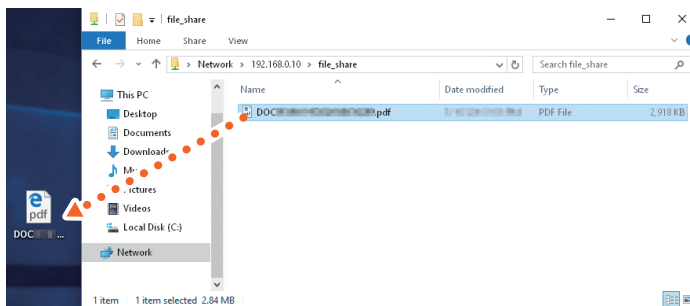 file_share
File Home Share View
Network > 192.168.0.10 > file_share Search file_share
Name Date modified Type Size
This PC
DOC .pdf PDF File 2,918 KB
Desktop
Documents
Downloads
Pictures
Videos
Local Disk (C:)
Network
pdf
DOC ...
1 item 1 item selected 2.84 MB